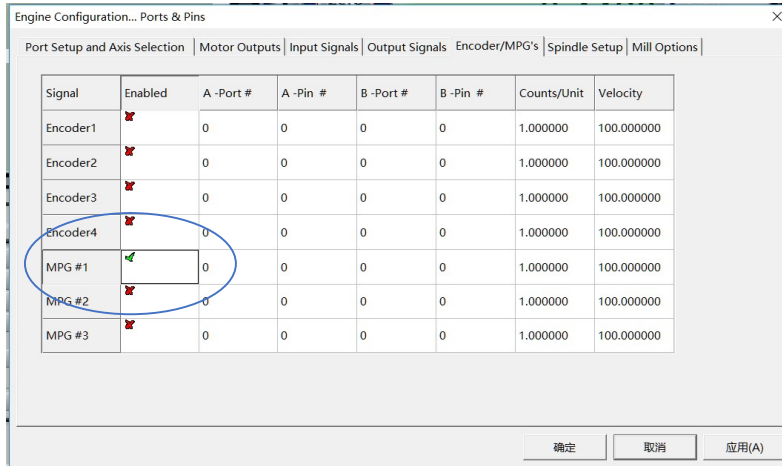 Engine Configuration... Ports & Pins
Port Setup and Axis Selection Motor Outputs Input Signals Output Signals Encoder/MPG's Spindle Setup Mill Options
Signal Enabled A -Port # A -Pin # B -Port # B -Pin # Counts/Unit Velocity
Encoder1 0 0 0 0 1.000000 100.000000
Encoder2 0 0 0 0 1.000000 100.000000
Encoder3 0 0 0 0 1.000000 100.000000
Encoder4 0 0 0 0 1.000000 100.000000
MPG #1 0 0 0 0 1.000000 100.000000
MPG #2 0 0 0 0 1.000000 100.000000
MPG #3 0 0 0 0 1.000000 100.000000
确定 取消 应用(A)